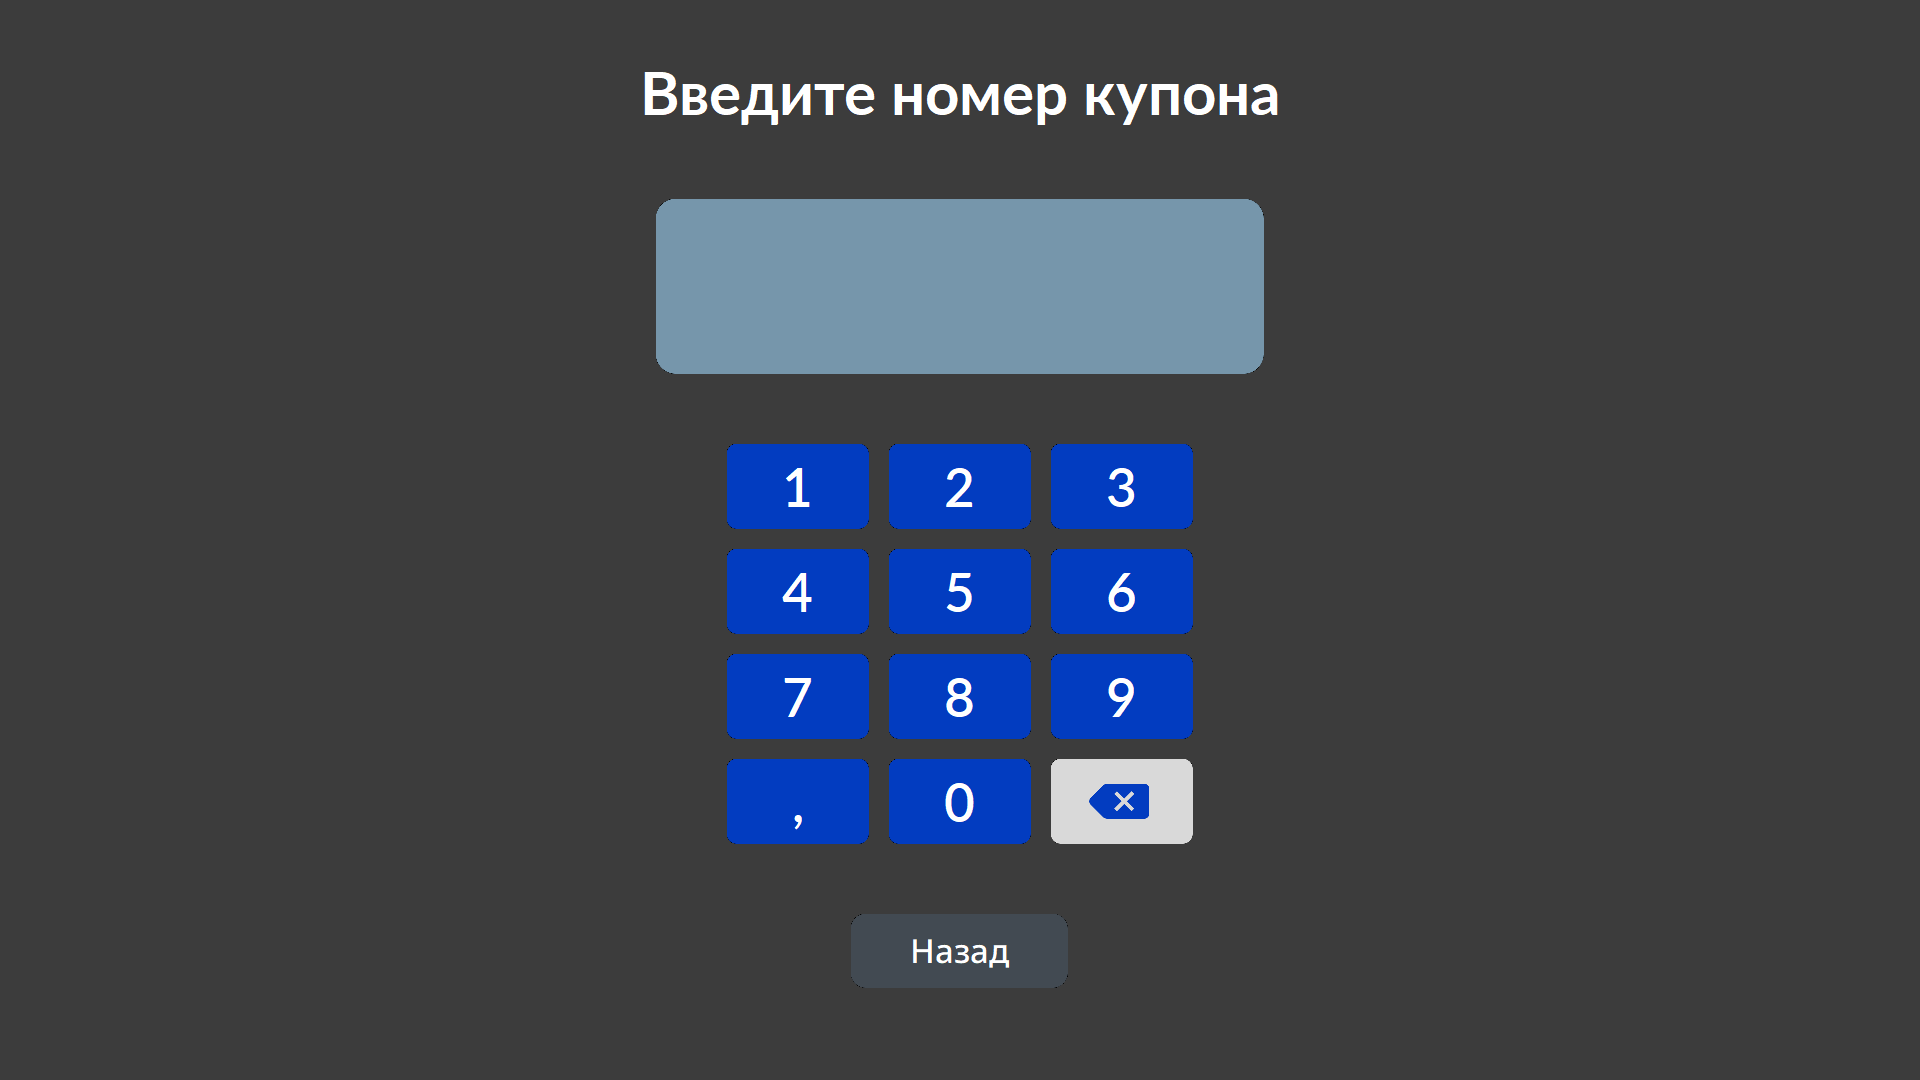 Введите номер купона
1 2 3
4 5 6
7 8 9
, 0
Назад